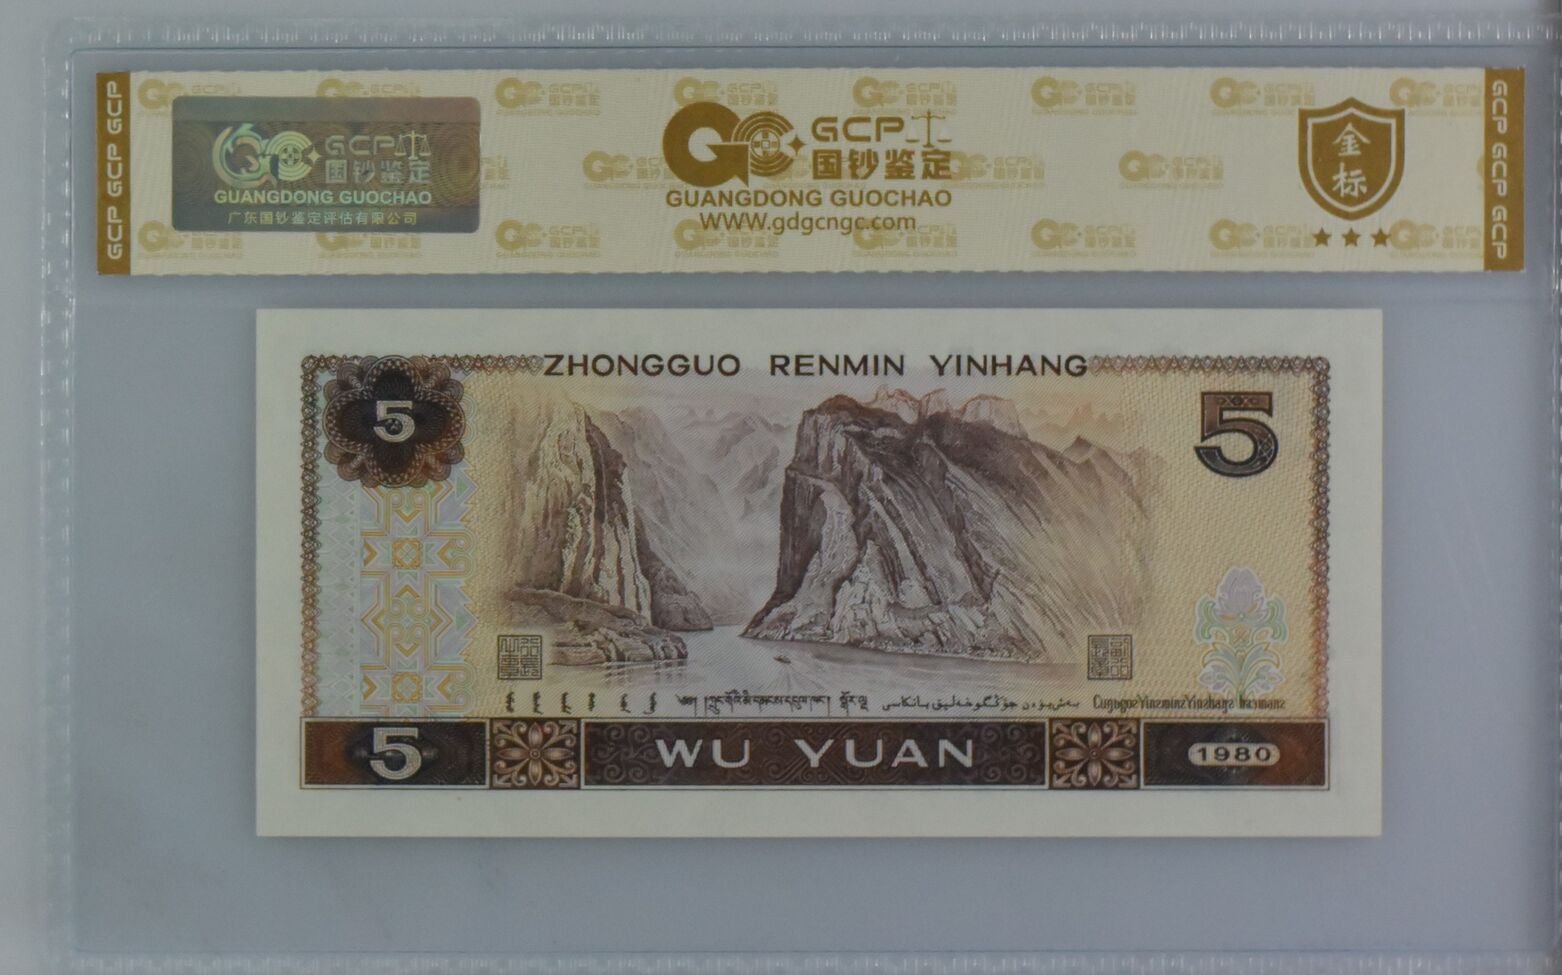 GCP GCP GCP
GCP
国钞鉴定
GUANGDONG GUOCHAO
广东国钞鉴定评估有限公司
GCP
国钞鉴定
GUANGDONG GUOCHAO
WWW.gdgcngc.com
金标
GCP GCP GCP
ZHONGGUO RENMIN YINHANG
5
5
5
WU YUAN
1980